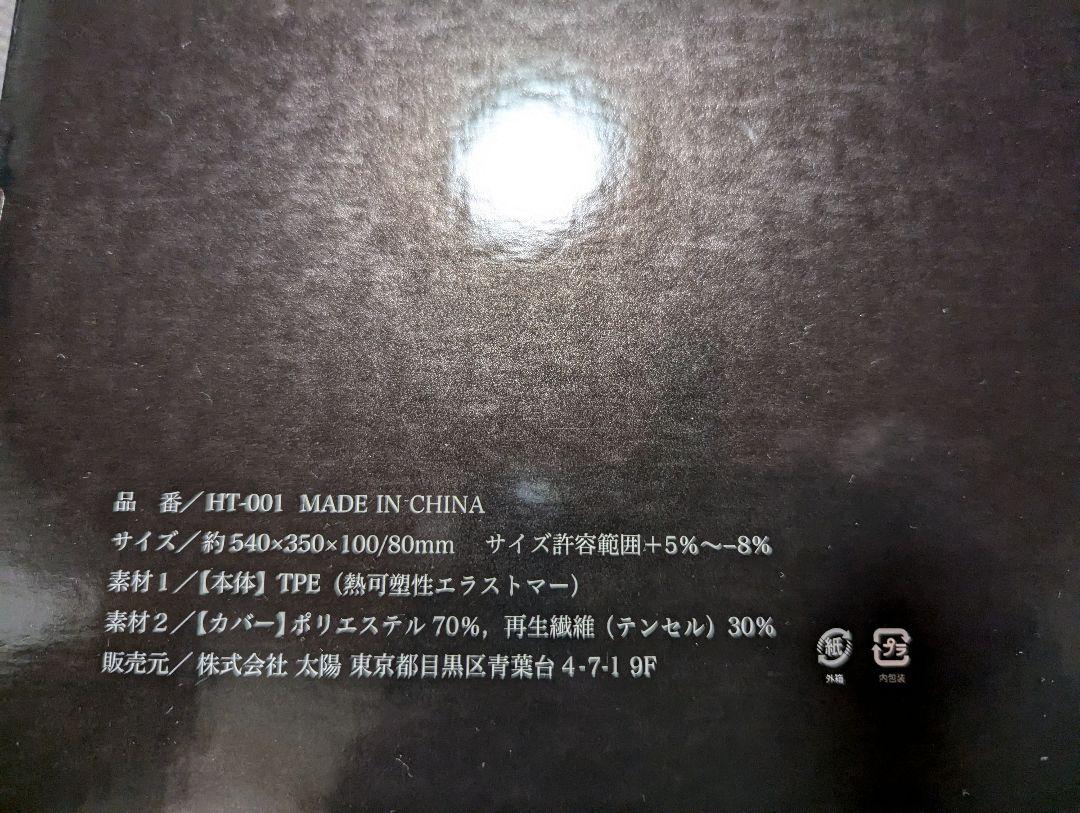 品　番／HT-001 MADE IN CHINA
サイズ／約540×350×100/80mm　サイズ許容範囲＋5％～−8％
素材１／【本体】TPE（熱可塑性エラストマー）
素材２／【カバー】ポリエステル 70％, 再生繊維（テンセル）30％
販売元／株式会社 太陽 東京都目黒区青葉台 4-7-1 9F
紙 プラ
外箱 内包装